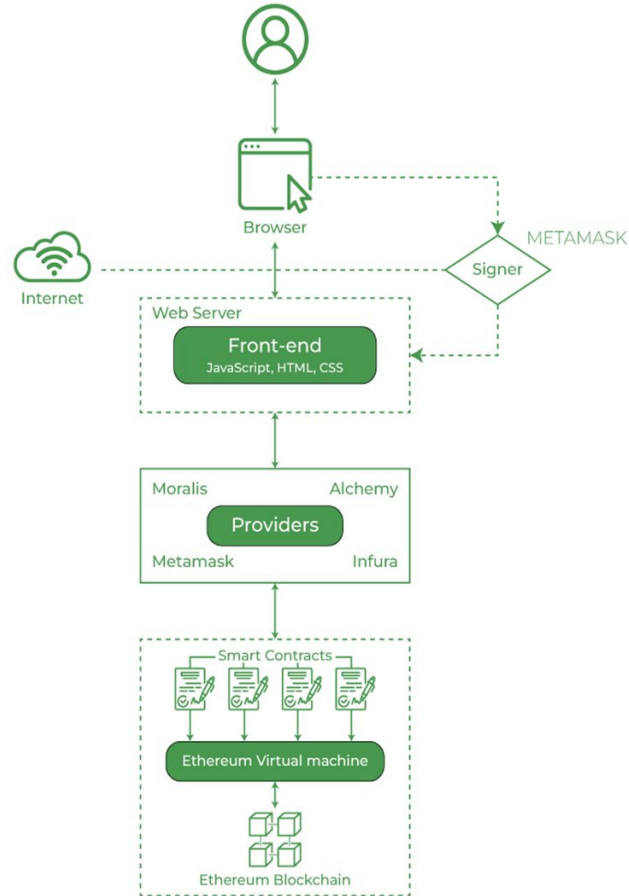 Browser
METAMASK
Signer
Internet
Web Server
Front-end
JavaScript, HTML, CSS
Moralis
Alchemy
Providers
Metamask
Infura
Smart Contracts
Ethereum Virtual machine
Ethereum Blockchain